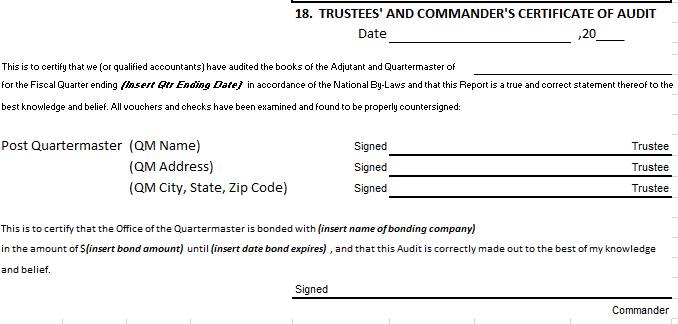 18. TRUSTEES' AND COMMANDER'S CERTIFICATE OF AUDIT
Date ,20
This is to certify that we (or qualified accountants) have audited the books of the Adjutant and Quartermaster of
for the Fiscal Quarter ending (Insert Qtr Ending Date) in accordance of the National By-Laws and that this Report is a true and correct statement thereof to the
best knowledge and belief. All vouchers and checks have been examined and found to be properly countersigned:
Post Quartermaster (QM Name) Signed Trustee
(QM Address) Signed Trustee
(QM City, State, Zip Code) Signed Trustee
This is to certify that the Office of the Quartermaster is bonded with (insert name of bonding company)
in the amount of $(insert bond amount) until (insert date bond expires) , and that this Audit is correctly made out to the best of my knowledge
and belief.
Signed
Commander